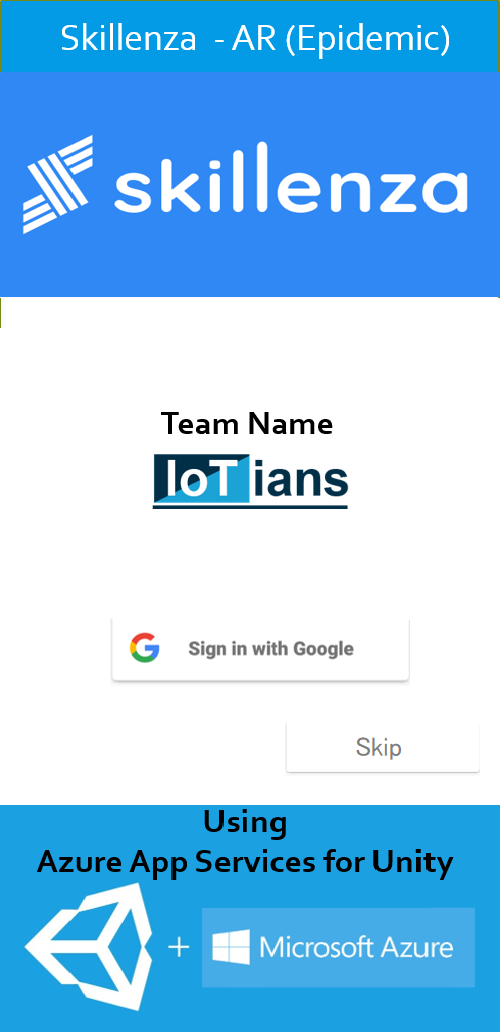 Skillenza - AR (Epidemic)
skillenza
Team Name
IoTians
Sign in with Google
Skip
Using
Azure App Services for Unity
+ Microsoft Azure